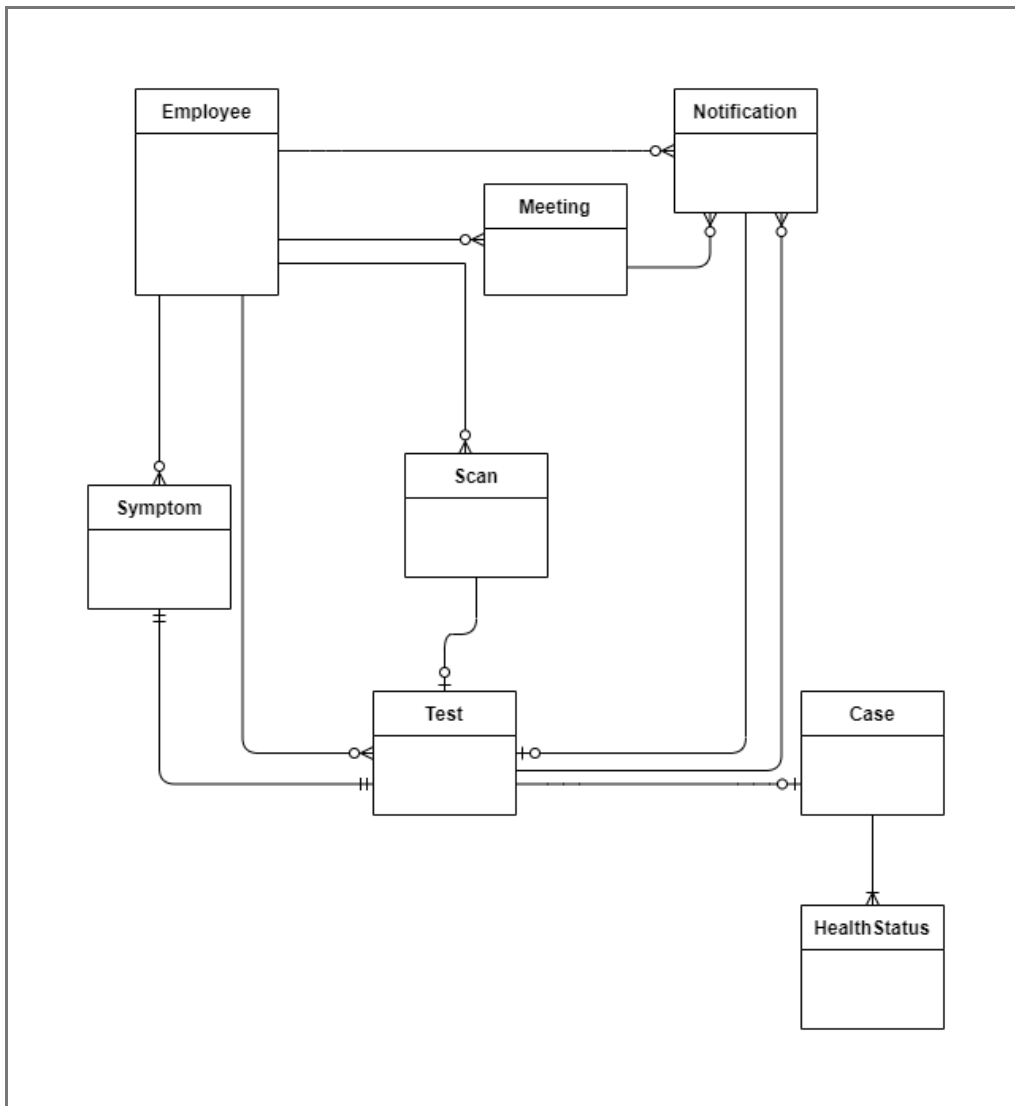 Employee
Notification
Meeting
Scan
Symptom
Test
Case
HealthStatus